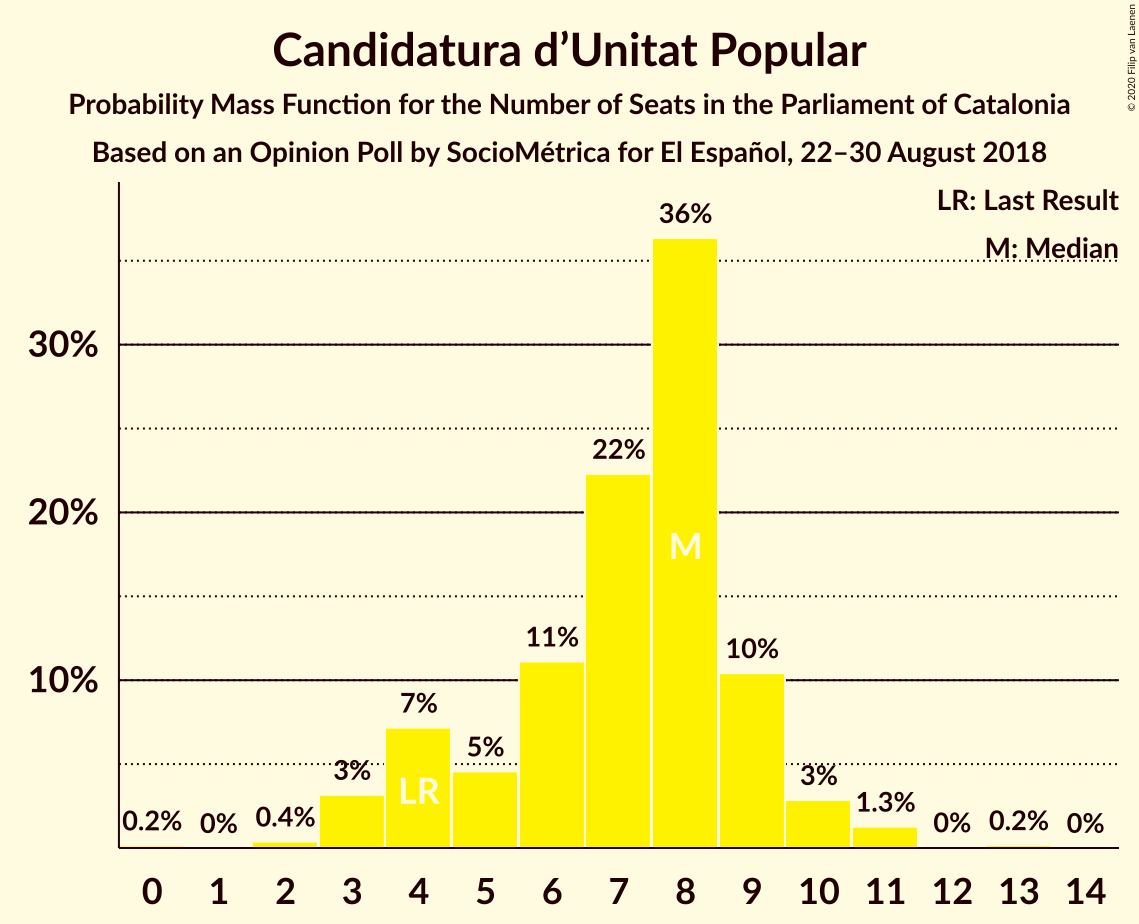 Candidatura d’Unitat Popular
Probability Mass Function for the Number of Seats in the Parliament of Catalonia
Based on an Opinion Poll by SocioMétrica for El Español, 22–30 August 2018
© 2020 Filip van Laenen
LR: Last Result
M: Median
36%
30%
22%
20%
M
11%
10%
10%
7%
5%
3%
LR
3%
1.3%
0.2%
0%
0.4%
0%
0.2%
0%
0 1 2 3 4 5 6 7 8 9 10 11 12 13 14